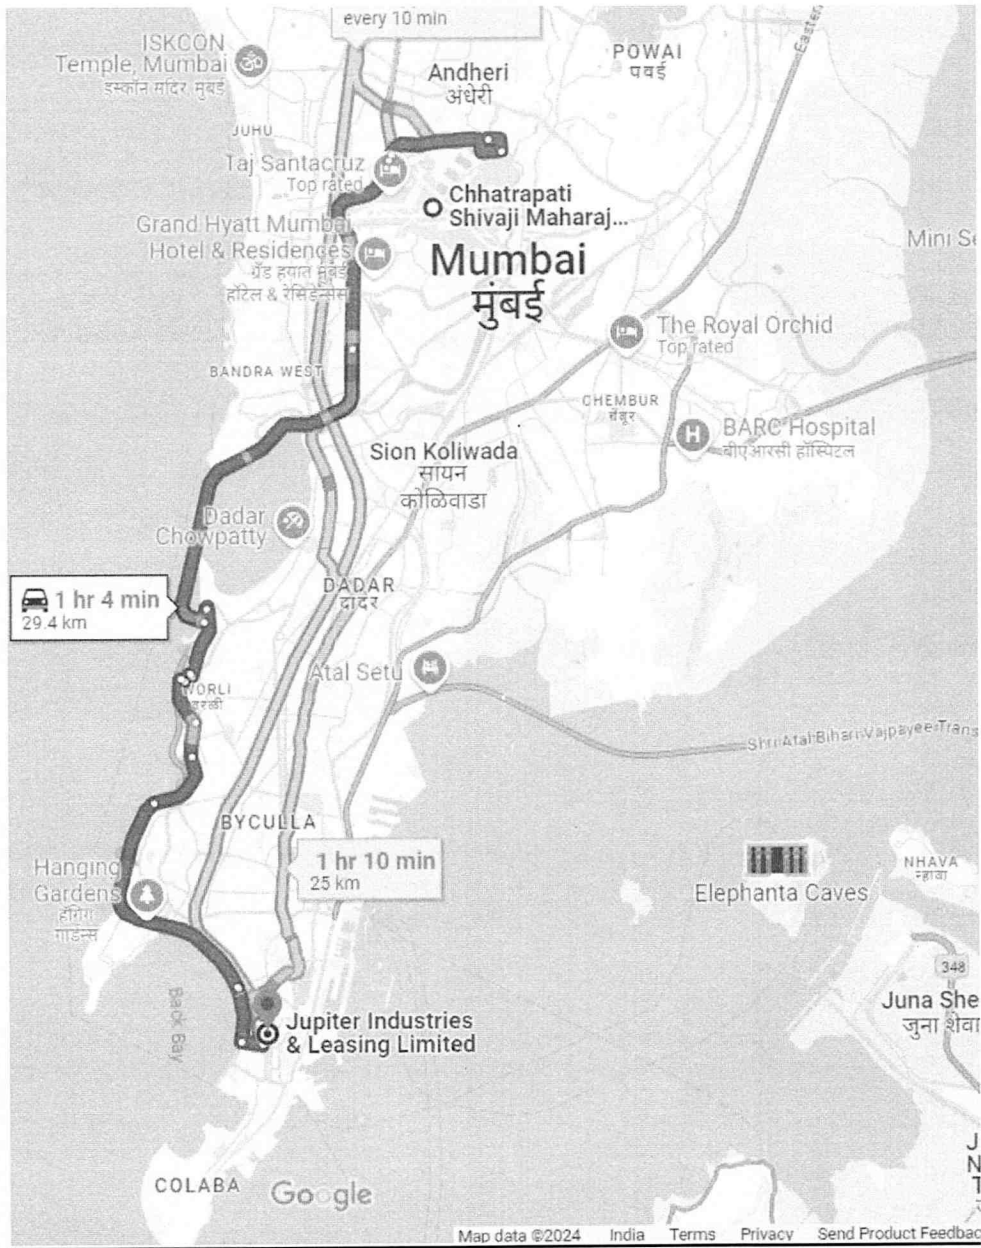 every 10 min
ISKCON
Temple, Mumbai
इस्कॉन मंदिर मुंबई
POWAI
पवई
Eastern
Andheri
अंधेरी
JUHU
Taj Santacruz
Top rated
Chhatrapati
Shivaji Maharaj...
Grand Hyatt Mumbai
Hotel & Residences
ग्रँड हयात मुंबई
हॉटेल & रेसिडेन्सेस
Mumbai
मुंबई
Mini Se
The Royal Orchid
Top rated
BANDRA WEST
CHEMBUR
चेंबूर
BARC Hospital
बीएआरसी हॉस्पिटल
H
Sion Koliwada
सायन
कोळिवाडा
Dadar
Chowpatty
DADAR
दादर
1 hr 4 min
29.4 km
Atal Setu
WORLI
वरळी
Shri Atal Bihari Vajpayee Trans
BYCULLA
1 hr 10 min
25 km
Hanging
Gardens
हँगिंग
गार्डन्स
Elephanta Caves
NHAVA
न्हावा
348
Back Bay
Juna She
जुना शेवा
Jupiter Industries
& Leasing Limited
J
N
T
COLABA
Google
Map data ©2024 India Terms Privacy Send Product Feedbac